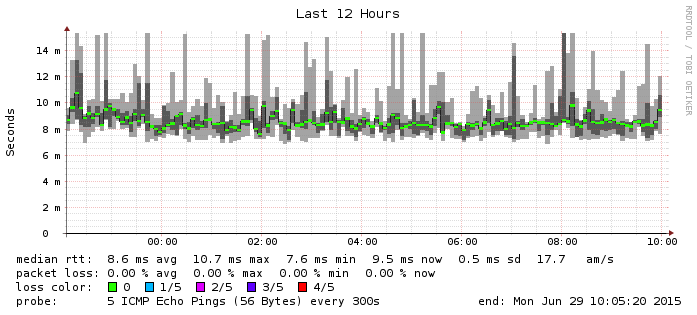 Last 12 Hours
RRDTOOL / TOBI OETIKER
Seconds
14 m
12 m
10 m
8 m
6 m
4 m
2 m
0
00:00 02:00 04:00 06:00 08:00 10:00
median rtt: 8.6 ms avg 10.7 ms max 7.6 ms min 9.5 ms now 0.5 ms sd 17.7 am/s
packet loss: 0.00 % avg 0.00 % max 0.00 % min 0.00 % now
loss color: 0 1/5 2/5 3/5 4/5
probe: 5 ICMP Echo Pings (56 Bytes) every 300s end: Mon Jun 29 10:05:20 2015